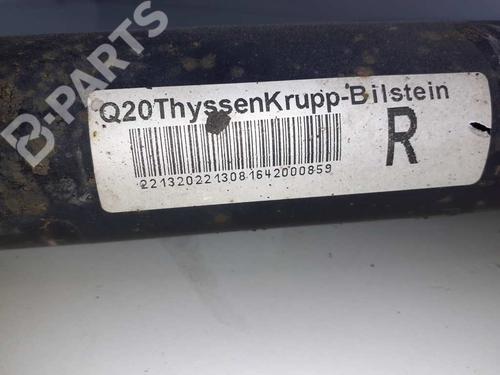 B-PARTS
Q20ThyssenKrupp-Bilstein
R
2213202213081642000859